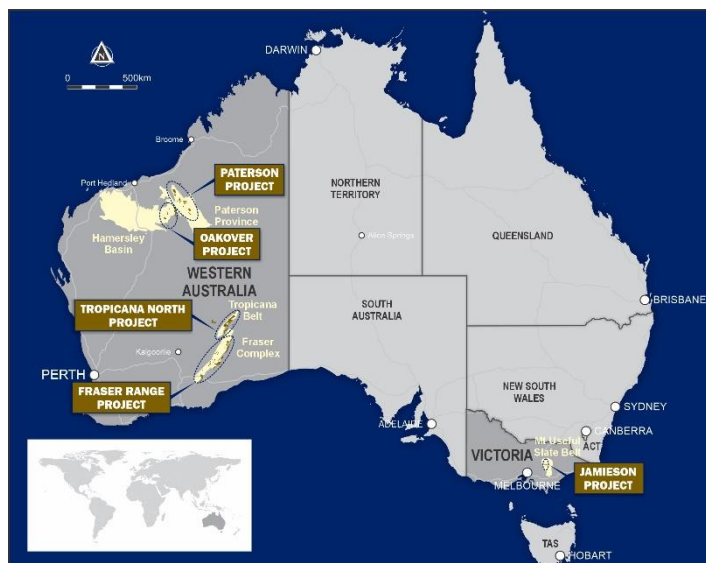 N
0 500km
DARWIN
Broome
Port Hedland
PATERSON
PROJECT
Paterson
Province
OAKOVER
PROJECT
Hamersley
Basin
NORTHERN
TERRITORY
Alice Springs
QUEENSLAND
WESTERN
AUSTRALIA
TROPICANA NORTH
PROJECT
Tropicana
Belt
Fraser
Complex
Kalgoorlie
PERTH
FRASER RANGE
PROJECT
SOUTH
AUSTRALIA
BRISBANE
NEW SOUTH
WALES
SYDNEY
CANBERRA
ACT
ADELAIDE
VICTORIA
Mt Useful
Slate Belt
MELBOURNE
JAMIESON
PROJECT
TAS
HOBART